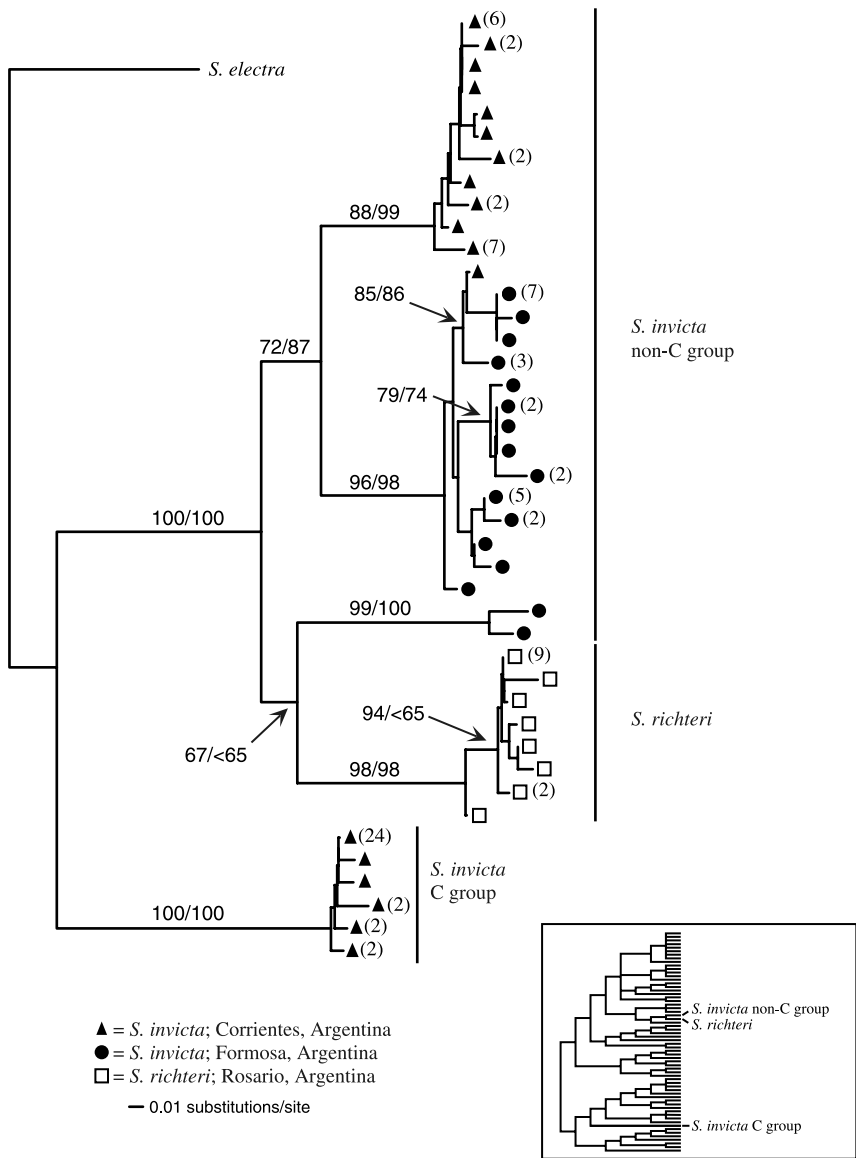 (6)
(2)
S. electra
(2)
(2)
88/99
(7)
85/86
(7)
S. invicta
non-C group
72/87
(3)
79/74
(2)
96/98
(2)
(5)
100/100
(2)
99/100
(9)
94/<65
S. richteri
67/<65
98/98
(2)
(24)
S. invicta
C group
(2)
100/100
(2)
(2)
S. invicta non-C group
S. richteri
S. invicta C group
= S. invicta; Corrientes, Argentina
= S. invicta; Formosa, Argentina
= S. richteri; Rosario, Argentina
0.01 substitutions/site